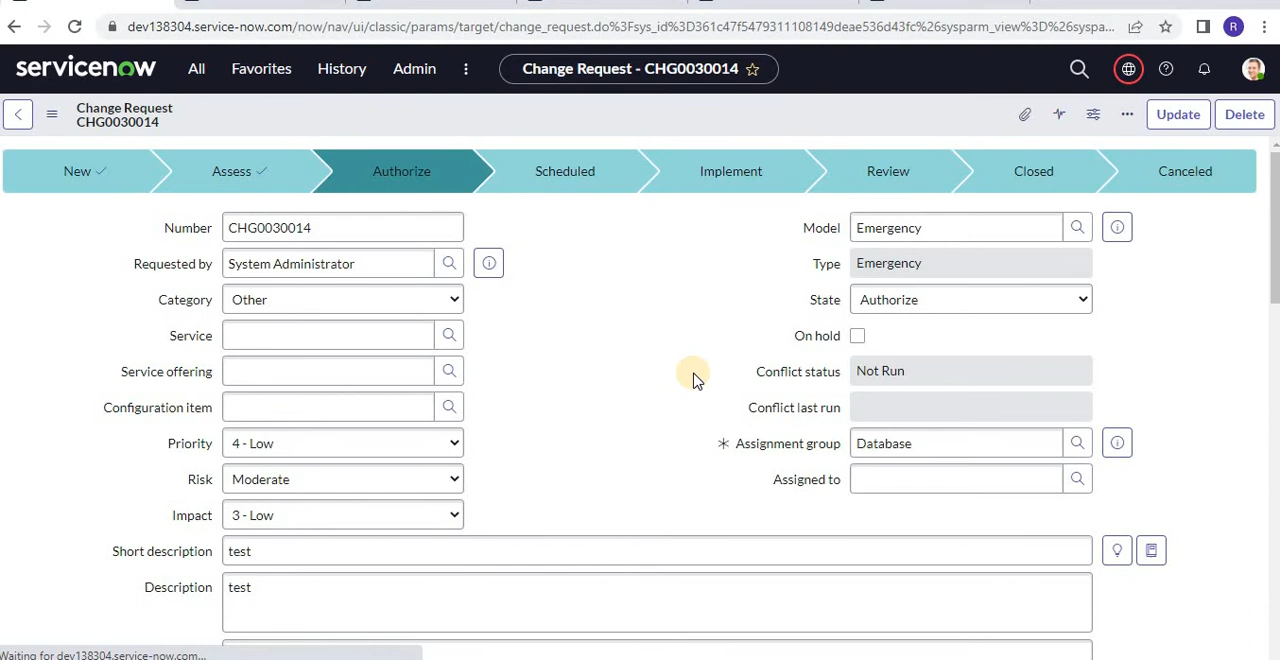 dev138304.service-now.com/now/nav/ui/classic/params/target/change_request.do%3Fsys_id%3D361c47f5479311108149deae536d43fc%26sysparm_view%3D%26syspa...
R
servicenow All Favorites History Admin Change Request - CHG0030014
Change Request
CHG0030014
Update Delete
New Assess Authorize Scheduled Implement Review Closed Canceled
Number CHG0030014
Model Emergency
Requested by System Administrator
Type Emergency
Category Other
State Authorize
Service
On hold
Service offering
Conflict status Not Run
Configuration item
Conflict last run
Priority 4 - Low
Assignment group Database
Risk Moderate
Assigned to
Impact 3 - Low
Short description test
Description test
Waiting for dev138304.service-now.com...